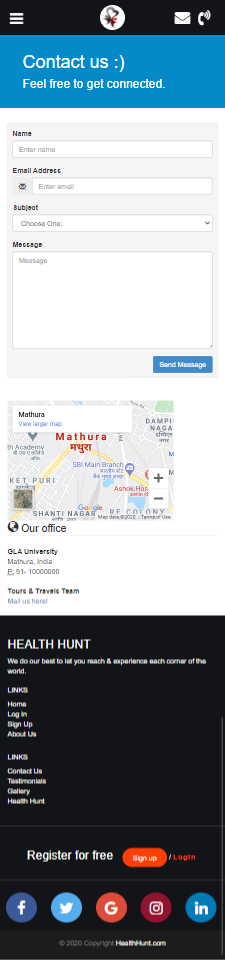 Contact us :)
Feel free to get connected.
Name
Enter name
Email Address
Enter email
Subject
Choose One:
Message
Message
Send Message
Mathura
View larger map
DAMPI
NAGA
डैम्पिय
नगर
th Academy
Mathura
मथुरा
SBI Main Branch
KET PURI
Ashok Hos
Google
SHANTI NAGAR
RE COLONY
Map data ©2020
Terms of Use
Our office
GLA University
Mathura, India
P: 91- 10000000
Tours & Travels Team
Mail us here!
HEALTH HUNT
We do our best to let you reach & experience each corner of the
world.
LINKS
Home
Log In
Sign Up
About Us
LINKS
Contact Us
Testimonials
Gallery
Health Hunt
Register for free
Sign up
/ Login
© 2020 Copyright HealthHunt.com